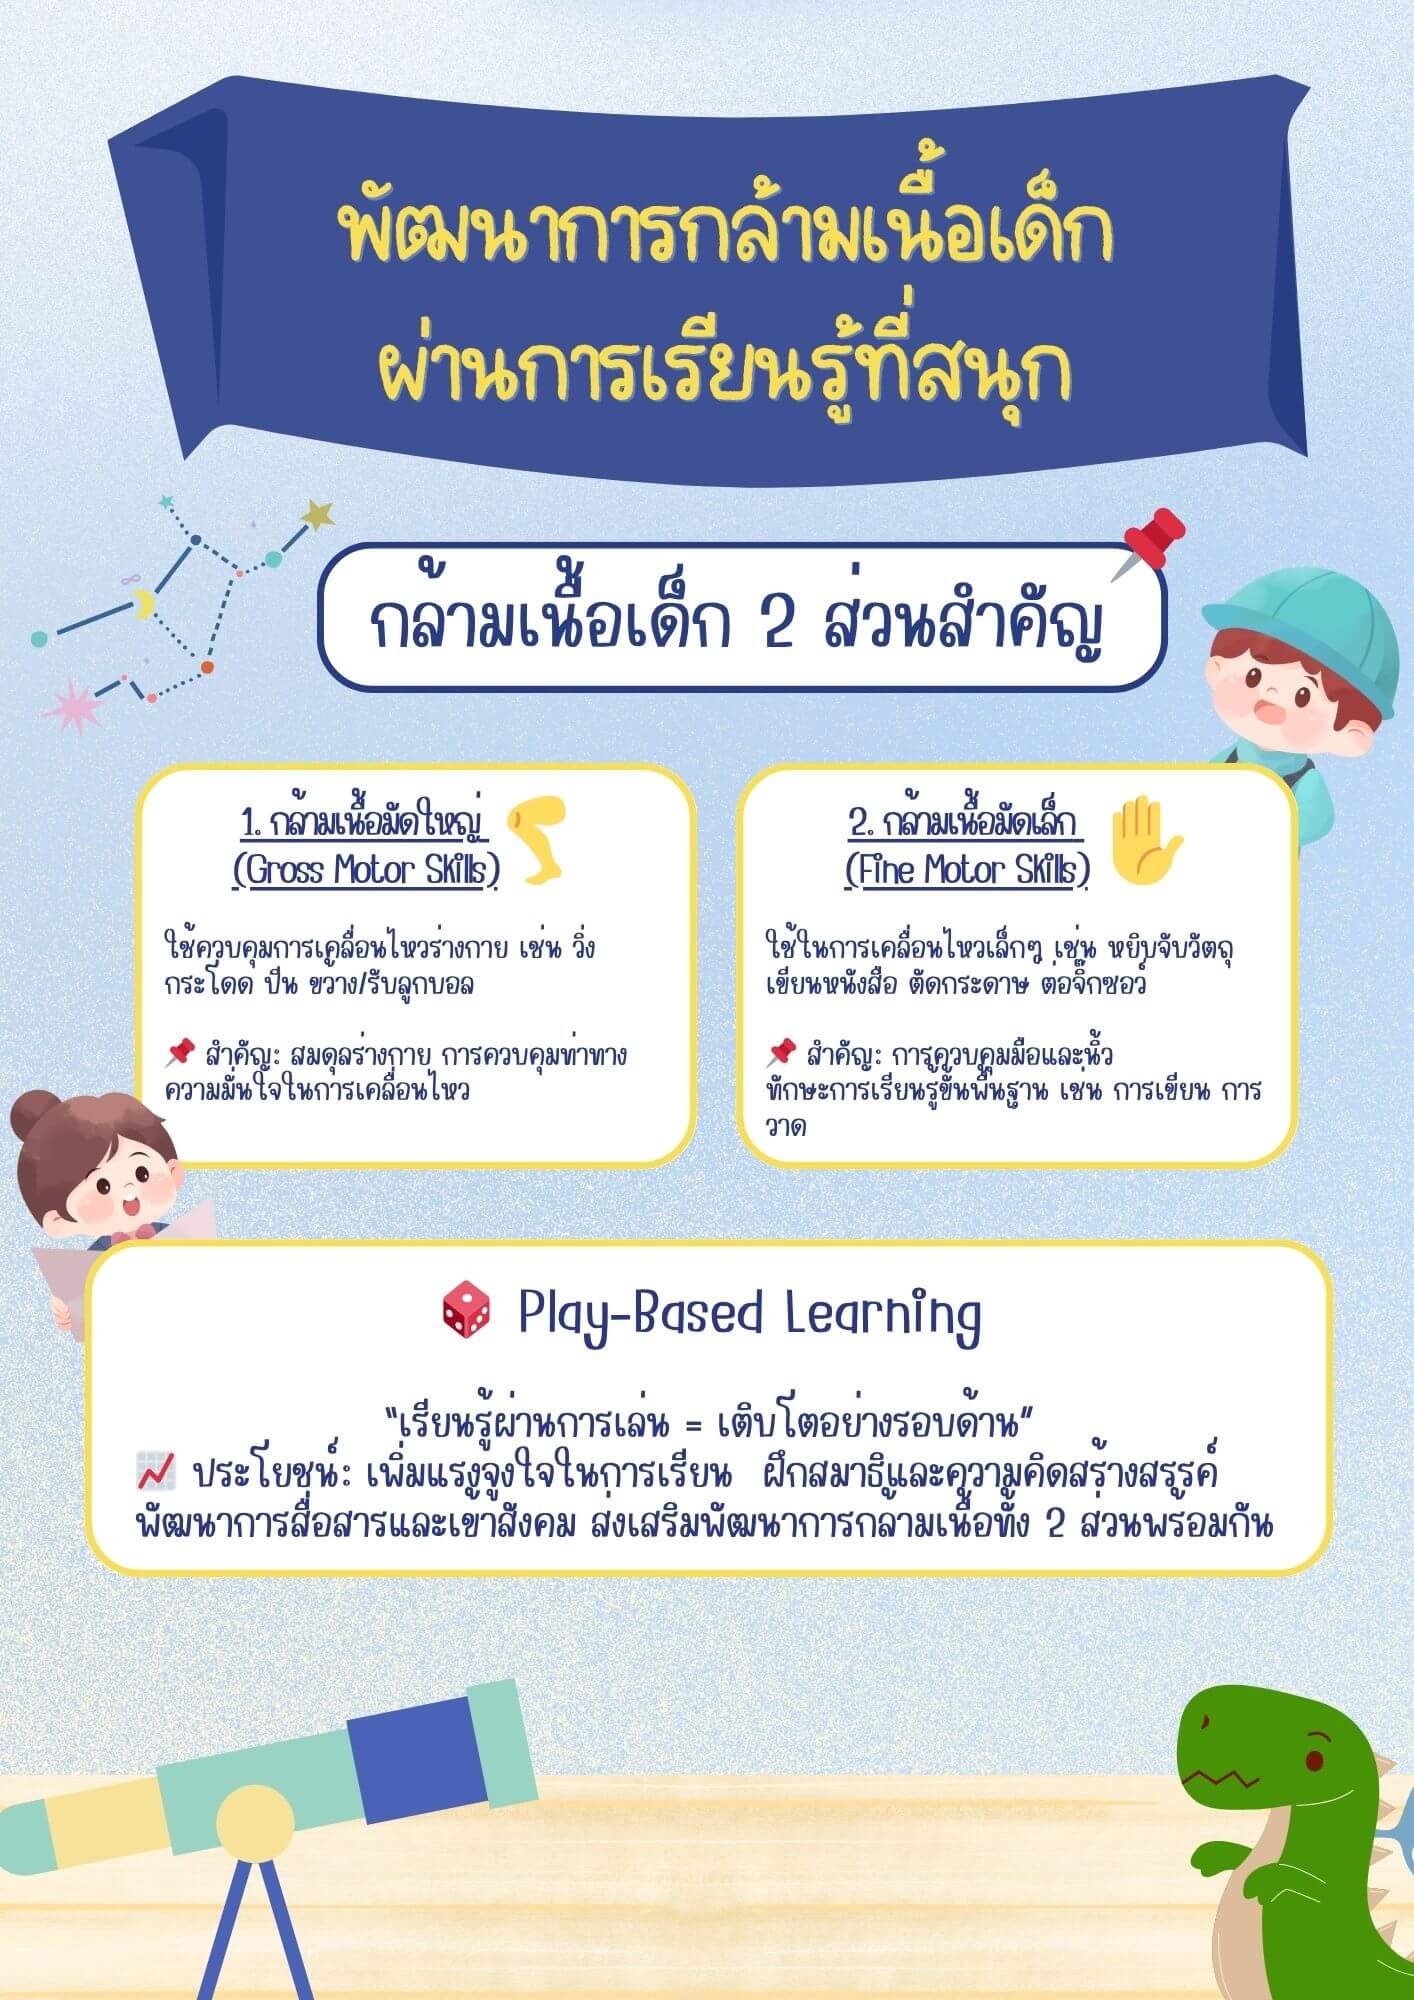 พัฒนาการกล้ามเนื้อเด็ก
ผ่านการเรียนรู้ที่สนุก
กล้ามเนื้อเด็ก 2 ส่วนสำคัญ
1. กล้ามเนื้อมัดใหญ่
(Gross Motor Skills)
ใช้ควบคุมการเคลื่อนไหวร่างกาย เช่น วิ่ง
กระโดด ปีน ขว้าง/รับลูกบอล
📌 สำคัญ: สมดุลร่างกาย การควบคุมท่าทาง
ความมั่นใจในการเคลื่อนไหว
2. กล้ามเนื้อมัดเล็ก
(Fine Motor Skills)
ใช้ในการเคลื่อนไหวเล็กๆ เช่น หยิบจับวัตถุ
เขียนหนังสือ ตัดกระดาษ ต่อจิ๊กซอว์
📌 สำคัญ: การควบคุมมือและนิ้ว
ทักษะการเรียนรู้ขั้นพื้นฐาน เช่น การเขียน การ
วาด
🎲 Play-Based Learning
“เรียนรู้ผ่านการเล่น = เติบโตอย่างรอบด้าน”
📈 ประโยชน์: เพิ่มแรงจูงใจในการเรียน ฝึกสมาธิและความคิดสร้างสรรค์
พัฒนาการสื่อสารและเข้าสังคม ส่งเสริมพัฒนาการกล้ามเนื้อทั้ง 2 ส่วนพร้อมกัน